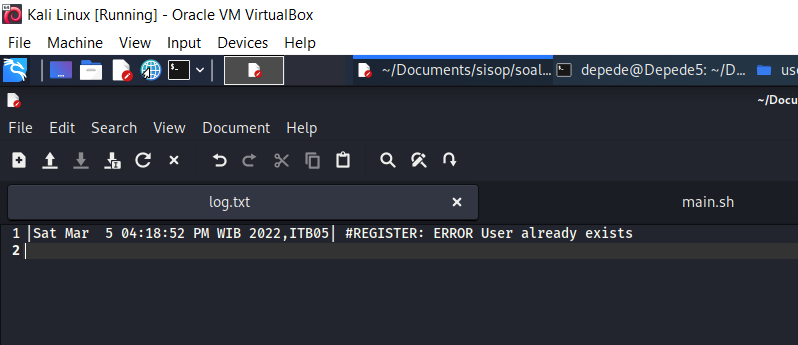 Kali Linux [Running] - Oracle VM VirtualBox
File Machine View Input Devices Help
~/Documents/sisop/soal... depede@Depede5: ~/D... use
~/Docu
File Edit Search View Document Help
log.txt main.sh
1 |Sat Mar  5 04:18:52 PM WIB 2022,ITB05| #REGISTER: ERROR User already exists
2